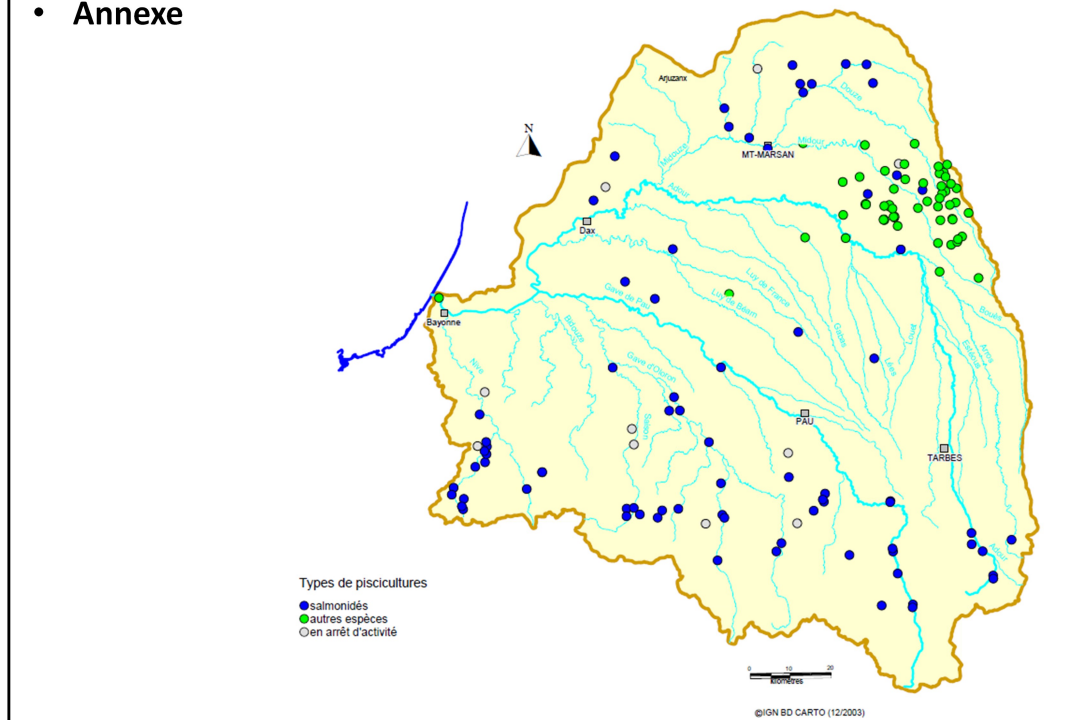 • Annexe
Arjuzanx
Douze
N
Midouze
Midour
MT-MARSAN
Adour
Dax
Gave de Pau
Luy de France
Luy de Béarn
Bayonne
Bidouze
Gabas
Lées
Louet
Bouès
Arros
Estéous
Nive
Gave d'Oloron
Saison
PAU
TARBES
Adour
Types de piscicultures
salmonidés
autres espèces
en arrêt d'activité
0 10 20
kilomètres
©IGN BD CARTO (12/2003)